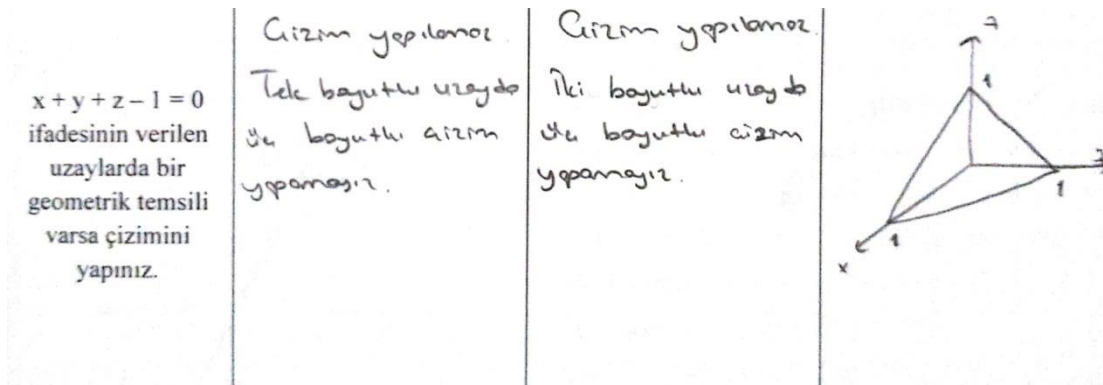 x + y + z – 1 = 0
ifadesinin verilen
uzaylarda bir
geometrik temsili
varsa çizimini
yapınız.
Çizim yapılamaz.
Tek boyutlu uzayda
üç boyutlu çizim
yapamayız.
Çizim yapılamaz.
İki boyutlu uzayda
üç boyutlu çizim
yapamayız.
z
1
1
1
x